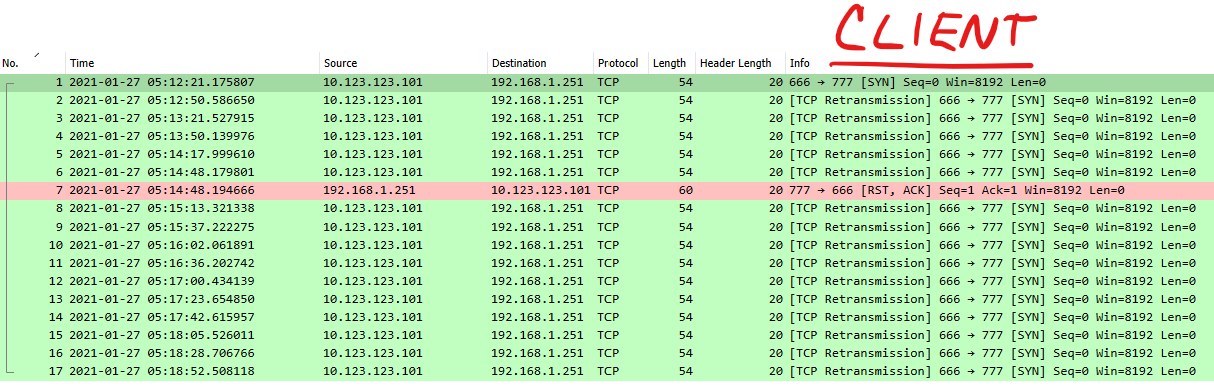 CLIENT
No. Time Source Destination Protocol Length Header Length Info
1 2021-01-27 05:12:21.175807 10.123.123.101 192.168.1.251 TCP 54 20 666 → 777 [SYN] Seq=0 Win=8192 Len=0
2 2021-01-27 05:12:50.586650 10.123.123.101 192.168.1.251 TCP 54 20 [TCP Retransmission] 666 → 777 [SYN] Seq=0 Win=8192 Len=0
3 2021-01-27 05:13:21.527915 10.123.123.101 192.168.1.251 TCP 54 20 [TCP Retransmission] 666 → 777 [SYN] Seq=0 Win=8192 Len=0
4 2021-01-27 05:13:50.139976 10.123.123.101 192.168.1.251 TCP 54 20 [TCP Retransmission] 666 → 777 [SYN] Seq=0 Win=8192 Len=0
5 2021-01-27 05:14:17.999610 10.123.123.101 192.168.1.251 TCP 54 20 [TCP Retransmission] 666 → 777 [SYN] Seq=0 Win=8192 Len=0
6 2021-01-27 05:14:48.179801 10.123.123.101 192.168.1.251 TCP 54 20 [TCP Retransmission] 666 → 777 [SYN] Seq=0 Win=8192 Len=0
7 2021-01-27 05:14:48.194666 192.168.1.251 10.123.123.101 TCP 60 20 777 → 666 [RST, ACK] Seq=1 Ack=1 Win=8192 Len=0
8 2021-01-27 05:15:13.321338 10.123.123.101 192.168.1.251 TCP 54 20 [TCP Retransmission] 666 → 777 [SYN] Seq=0 Win=8192 Len=0
9 2021-01-27 05:15:37.222275 10.123.123.101 192.168.1.251 TCP 54 20 [TCP Retransmission] 666 → 777 [SYN] Seq=0 Win=8192 Len=0
10 2021-01-27 05:16:02.061891 10.123.123.101 192.168.1.251 TCP 54 20 [TCP Retransmission] 666 → 777 [SYN] Seq=0 Win=8192 Len=0
11 2021-01-27 05:16:36.202742 10.123.123.101 192.168.1.251 TCP 54 20 [TCP Retransmission] 666 → 777 [SYN] Seq=0 Win=8192 Len=0
12 2021-01-27 05:17:00.434139 10.123.123.101 192.168.1.251 TCP 54 20 [TCP Retransmission] 666 → 777 [SYN] Seq=0 Win=8192 Len=0
13 2021-01-27 05:17:23.654850 10.123.123.101 192.168.1.251 TCP 54 20 [TCP Retransmission] 666 → 777 [SYN] Seq=0 Win=8192 Len=0
14 2021-01-27 05:17:42.615957 10.123.123.101 192.168.1.251 TCP 54 20 [TCP Retransmission] 666 → 777 [SYN] Seq=0 Win=8192 Len=0
15 2021-01-27 05:18:05.526011 10.123.123.101 192.168.1.251 TCP 54 20 [TCP Retransmission] 666 → 777 [SYN] Seq=0 Win=8192 Len=0
16 2021-01-27 05:18:28.706766 10.123.123.101 192.168.1.251 TCP 54 20 [TCP Retransmission] 666 → 777 [SYN] Seq=0 Win=8192 Len=0
17 2021-01-27 05:18:52.508118 10.123.123.101 192.168.1.251 TCP 54 20 [TCP Retransmission] 666 → 777 [SYN] Seq=0 Win=8192 Len=0